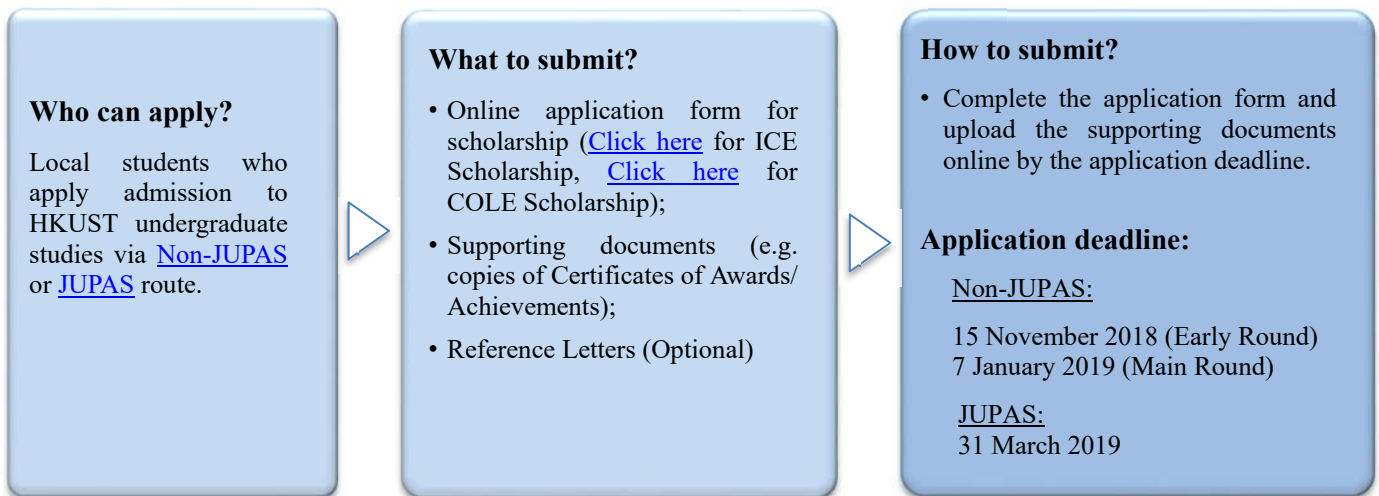 Who can apply?
Local students who
apply admission to
HKUST undergraduate
studies via Non-JUPAS
or JUPAS route.
What to submit?
• Online application form for
scholarship (Click here for ICE
Scholarship, Click here for
COLE Scholarship);
• Supporting documents (e.g.
copies of Certificates of Awards/
Achievements);
• Reference Letters (Optional)
How to submit?
• Complete the application form and
upload the supporting documents
online by the application deadline.
Application deadline:
Non-JUPAS:
15 November 2018 (Early Round)
7 January 2019 (Main Round)
JUPAS:
31 March 2019